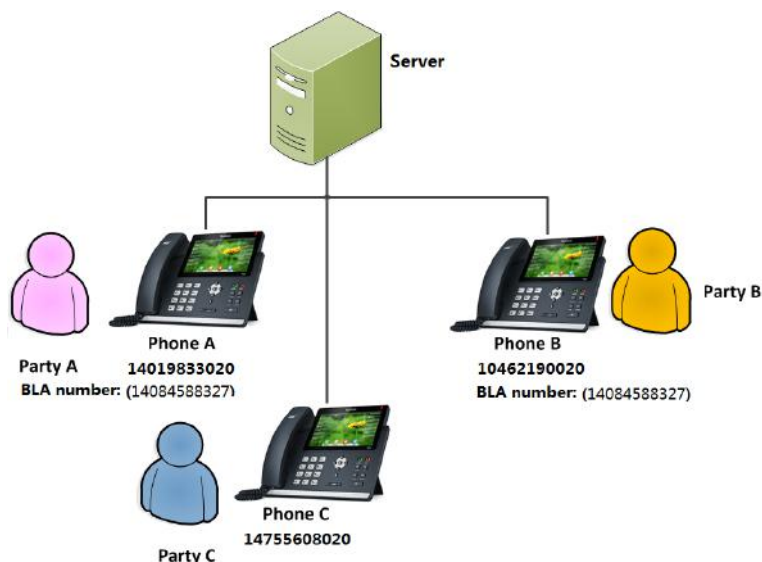 Server
Phone A
14019833020
Party A
BLA number: (14084588327)
Phone B
10462190020
Party B
BLA number: (14084588327)
Phone C
14755608020
Party C